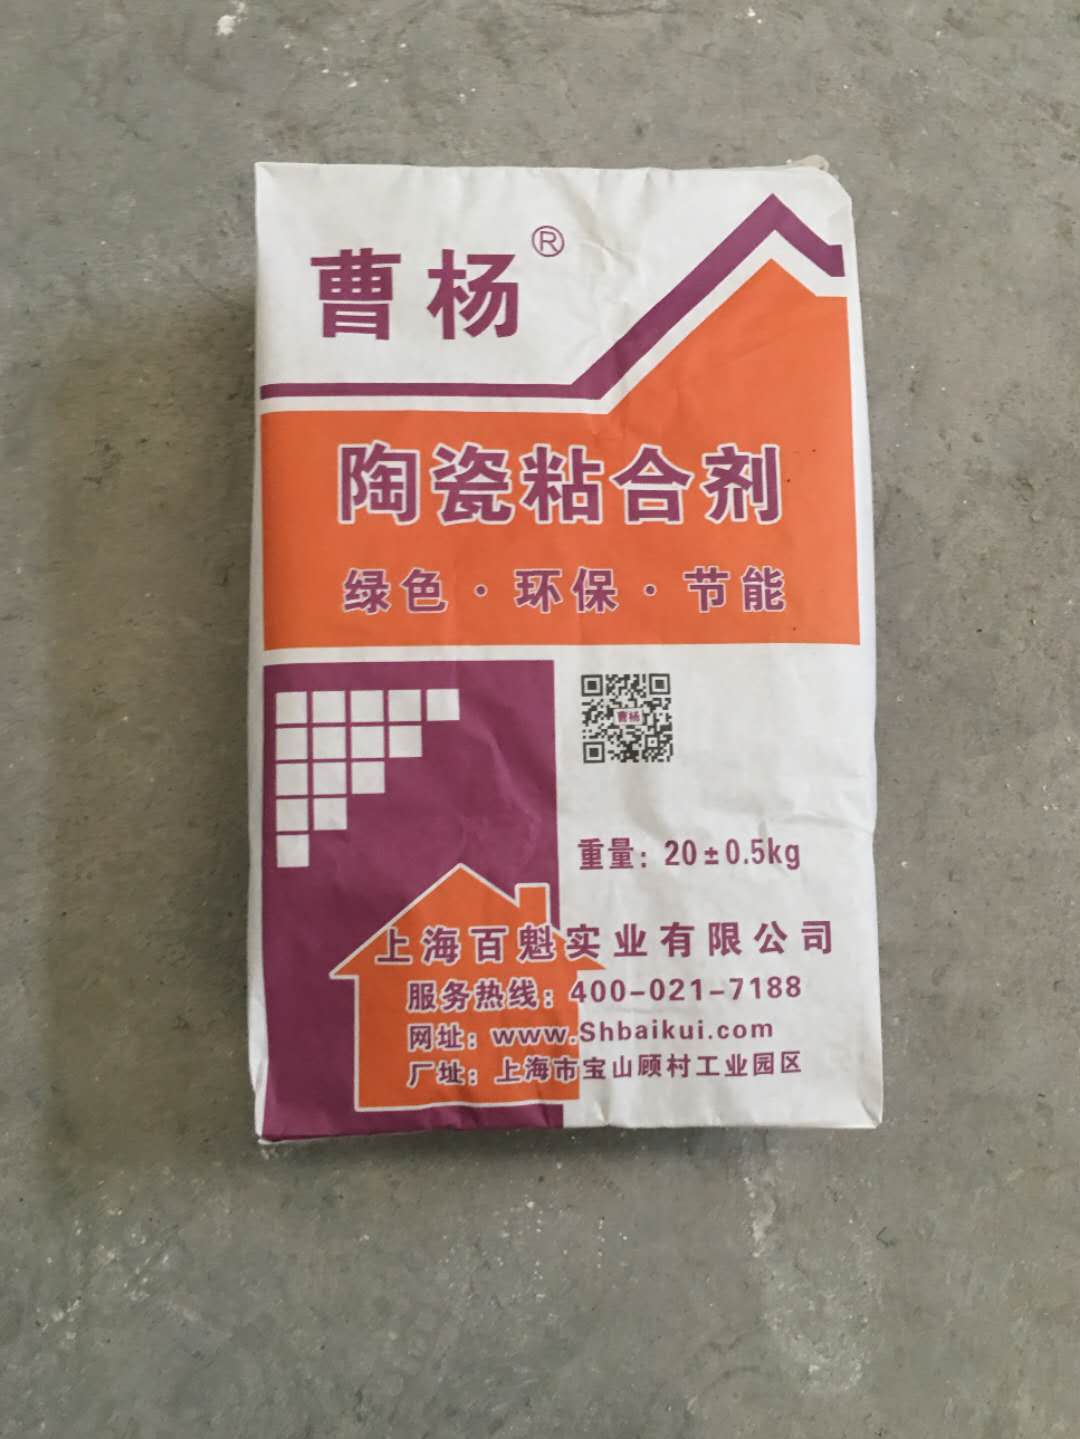 曹杨®
陶瓷粘合剂
绿色·环保·节能
曹杨
重量：20±0.5kg
上海百魁实业有限公司
服务热线：400-021-7188
网址：www.Shbaikui.com
厂址：上海市宝山顾村工业园区